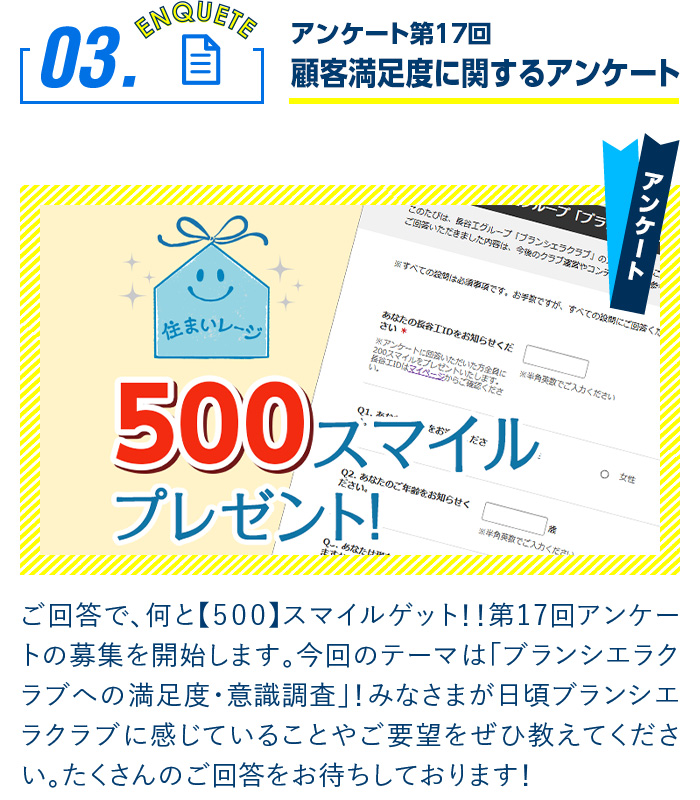 03.
ENQUETE
アンケート第17回
顧客満足度に関するアンケート
アンケート
住まいレージ
500スマイル
プレゼント!
このたびは、長谷工グループ「ブランシエラクラブ」の
ご回答いただきました内容は、今後のクラブ運営やコンテ
※すべての設問は必須事項です。お手数ですが、すべての設問にご回答くだ
あなたの長谷工IDをお知らせくだ
さい *
※アンケートに回答いただいた方全員に
200スマイルをプレゼントいたします。
長谷工IDはマイページからご確認くださ
い。
※半角英数でご入力ください
Q1.
女性
Q2. あなたのご年齢をお知らせく
ださい。
歳
※半角英数でご入力ください
Q3. あなたは現
ご回答で、何と【500】スマイルゲット!!第17回アンケー
トの募集を開始します。今回のテーマは「ブランシエラク
ラブへの満足度・意識調査」!みなさまが日頃ブランシエ
ラクラブに感じていることやご要望をぜひ教えてくださ
い。たくさんのご回答をお待ちしております!